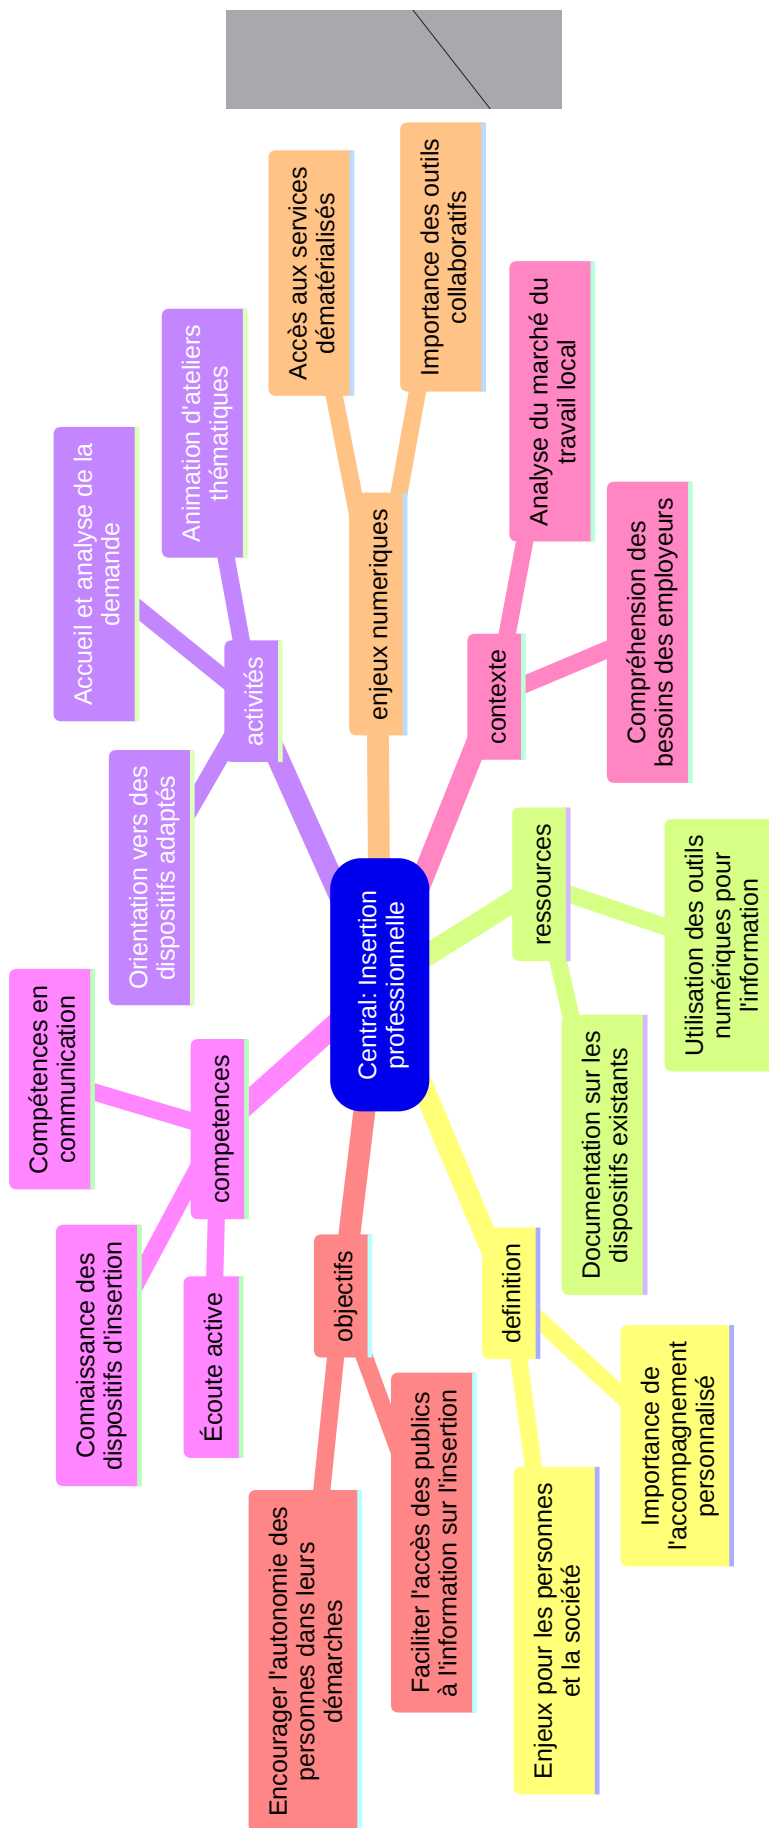 Central: Insertion
professionnelle
definition
Enjeux pour les personnes
et la société
Importance de
l'accompagnement
personnalisé
ressources
Documentation sur les
dispositifs existants
Utilisation des outils
numériques pour
l'information
contexte
Compréhension des
besoins des employeurs
Analyse du marché du
travail local
enjeux numeriques
Importance des outils
collaboratifs
Accès aux services
dématérialisés
activités
Animation d'ateliers
thématiques
Accueil et analyse de la
demande
Orientation vers des
dispositifs adaptés
competences
Compétences en
communication
Connaissance des
dispositifs d'insertion
Écoute active
objectifs
Encourager l'autonomie des
personnes dans leurs
démarches
Faciliter l'accès des publics
à l'information sur l'insertion